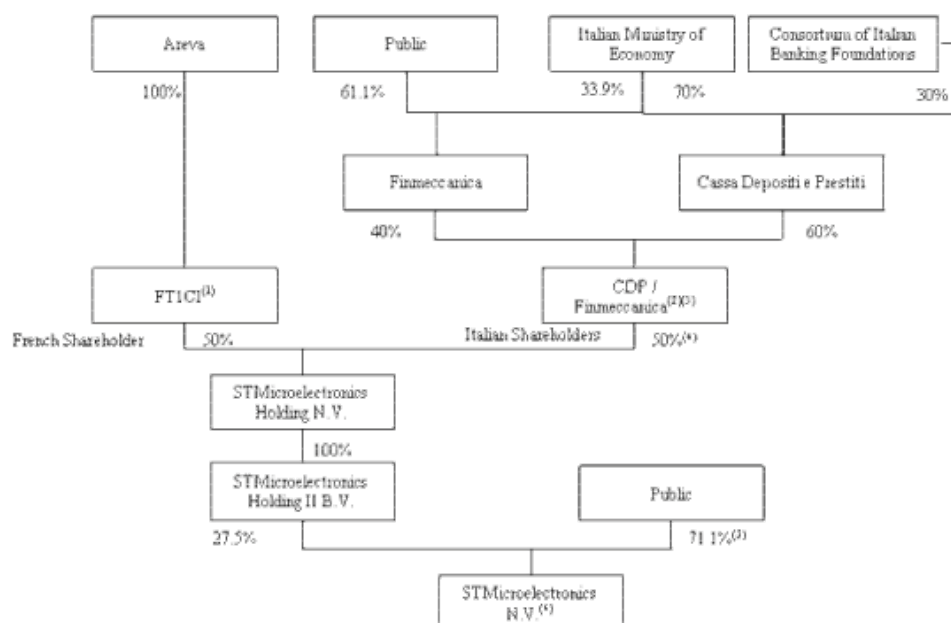 Areva
Public
Italian Ministry of
Economy
Consortium of Italian
Banking Foundations
100%
61.1%
33.9%
70%
30%
Finmeccanica
Cassa Depositi e Prestiti
40%
60%
FT1CI(1)
CDP /
Finmeccanica(2)(3)
French Shareholder
50%
Italian Shareholders
50%(4)
STMicroelectronics
Holding N.V.
100%
STMicroelectronics
Holding II B.V.
Public
27.5%
71.1%
STMicroelectronics
N.V.